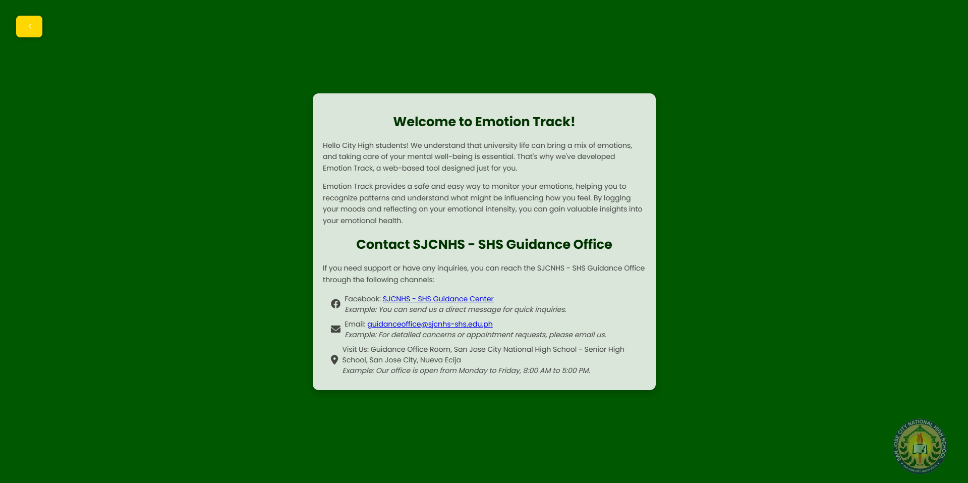 Welcome to Emotion Track!
Hello City High students! We understand that university life can bring a mix of emotions,
and taking care of your mental well-being is essential. That's why we've developed
Emotion Track, a web-based tool designed just for you.
Emotion Track provides a safe and easy way to monitor your emotions, helping you to
recognize patterns and understand what might be influencing how you feel. By logging
your moods and reflecting on your emotional intensity, you can gain valuable insights into
your emotional health.
Contact SJCNHS - SHS Guidance Office
If you need support or have any inquiries, you can reach the SJCNHS - SHS Guidance Office
through the following channels:
Facebook: SJCNHS - SHS Guidance Center
Example: You can send us a direct message for quick inquiries.
Email: guidanceoffice@sjcnhs-shs.edu.ph
Example: For detailed concerns or appointment requests, please email us.
Visit Us: Guidance Office Room, San Jose City National High School - Senior High
School, San Jose City, Nueva Ecija
Example: Our office is open from Monday to Friday, 8:00 AM to 5:00 PM.
SAN JOSE CITY NATIONAL HIGH SCHOOL